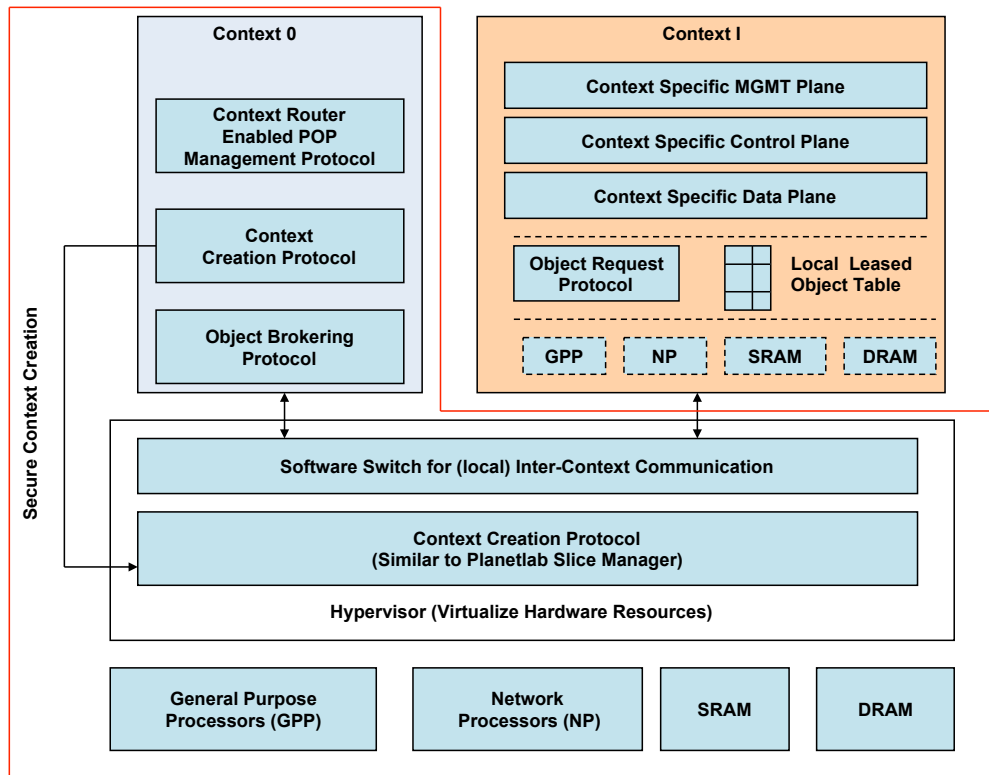 Context 0
Context Router
Enabled POP
Management Protocol
Context
Creation Protocol
Object Brokering
Protocol
Context I
Context Specific MGMT Plane
Context Specific Control Plane
Context Specific Data Plane
Object Request
Protocol
Local Leased
Object Table
GPP
NP
SRAM
DRAM
Secure Context Creation
Software Switch for (local) Inter-Context Communication
Context Creation Protocol
(Similar to Planetlab Slice Manager)
Hypervisor (Virtualize Hardware Resources)
General Purpose
Processors (GPP)
Network
Processors (NP)
SRAM
DRAM